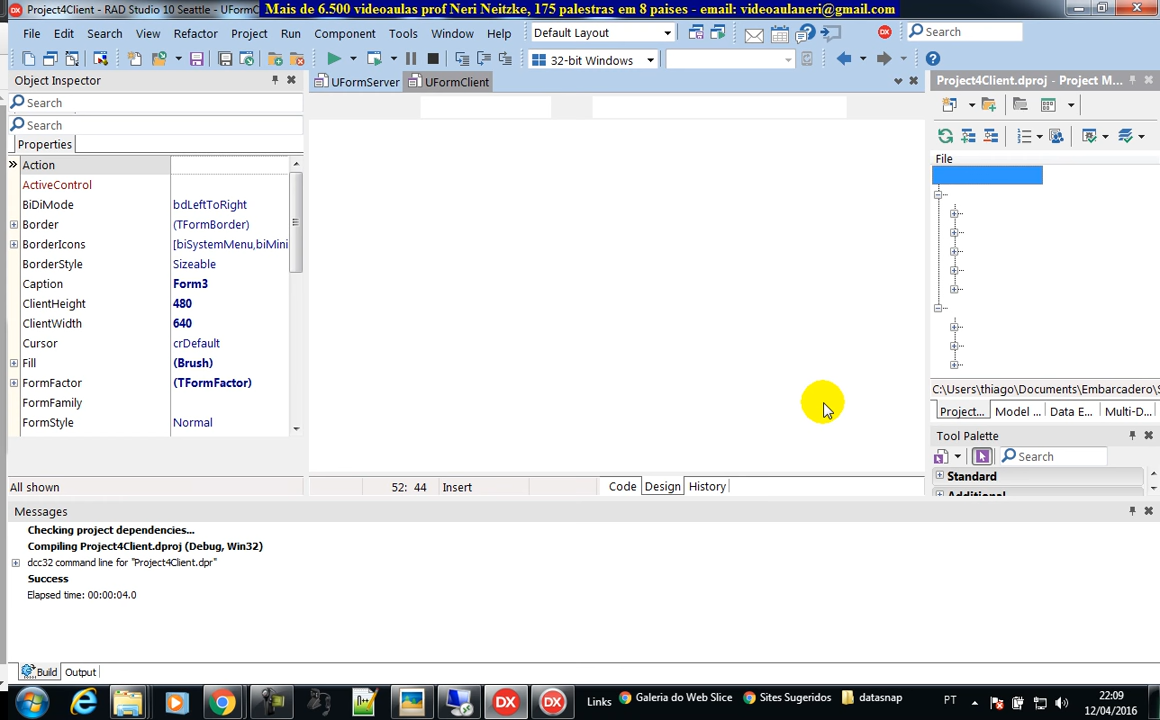 Project4Client - RAD Studio 10 Seattle - UFormC
Mais de 6.500 videoaulas prof Neri Neitzke, 175 palestras em 8 paises - email: videoaulaneri@gmail.com
File Edit Search View Refactor Project Run Component Tools Window Help
Default Layout
Search
32-bit Windows
Object Inspector
UFormServer UFormClient
Project4Client.dproj - Project M...
Search
Search
Properties
File
Action
ActiveControl
BiDiMode bdLeftToRight
Border (TFormBorder)
BorderIcons [biSystemMenu,biMini
BorderStyle Sizeable
Caption Form3
ClientHeight 480
ClientWidth 640
Cursor crDefault
Fill (Brush)
FormFactor (TFormFactor)
FormFamily
FormStyle Normal
C:\Users\thiago\Documents\Embarcadero\S
Project... Model ... Data E... Multi-D...
Tool Palette
Search
Standard
Additional
All shown
52: 44 Insert
Code Design History
Messages
Checking project dependencies...
Compiling Project4Client.dproj (Debug, Win32)
dcc32 command line for "Project4Client.dpr"
Success
Elapsed time: 00:00:04.0
Build Output
Links Galeria do Web Slice Sites Sugeridos datasnap
PT
22:09
12/04/2016